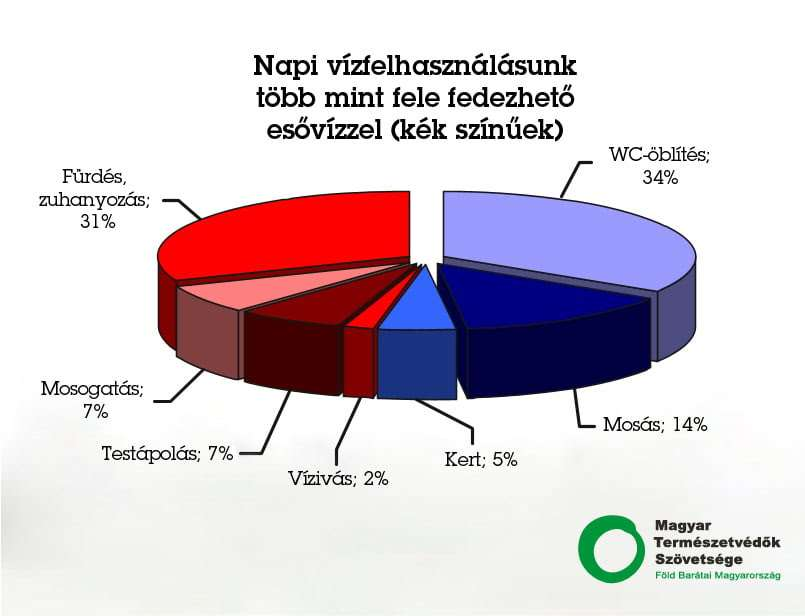 Napi vízfelhasználásunk
több mint fele fedezhető
esővízzel (kék színűek)
WC-öblítés;
34%
Fürdés,
zuhanyozás;
31%
Mosogatás;
7%
Testápolás; 7%
Vízivás; 2%
Kert; 5%
Mosás; 14%
Magyar
Természetvédők
Szövetsége
Föld Barátai Magyarország